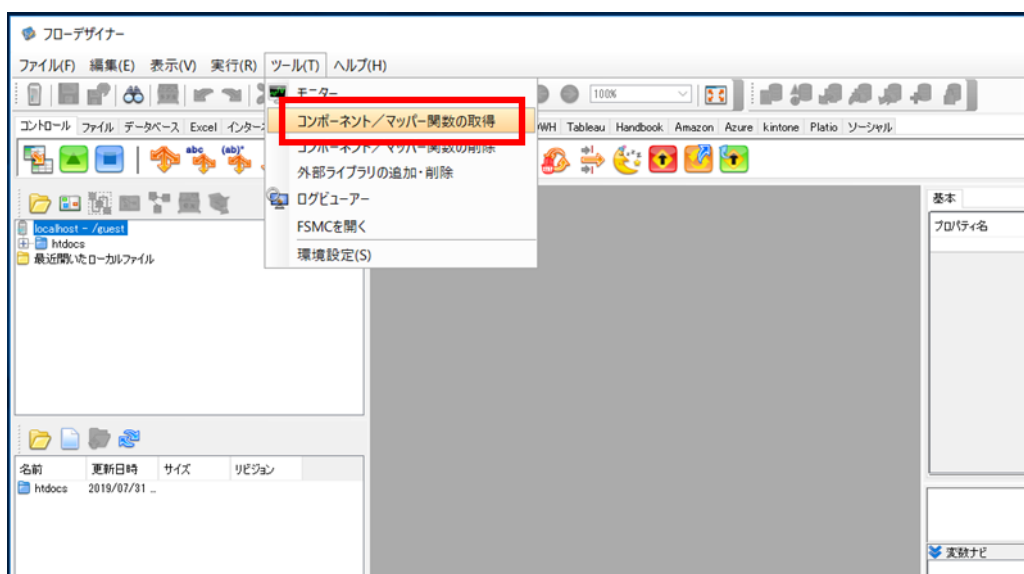 フローデザイナー
ファイル(F) 編集(E) 表示(V) 実行(R) ツール(T) ヘルプ(H)
モニター
100%
コンポーネント／マッパー関数の取得
コントロール ファイル データベース Excel WH Tableau Handbook Amazon Azure kintone Platio ソーシャル
コンポーネント／マッパー関数の削除
abc (ab)*
外部ライブラリの追加・削除
ログビューアー
FSMCを開く
環境設定(S)
localhost - /guest
htdocs
最近開いたローカルファイル
基本
プロパティ名
名前 更新日時 サイズ リビジョン
htdocs 2019/07/31 ..
変数ナビ